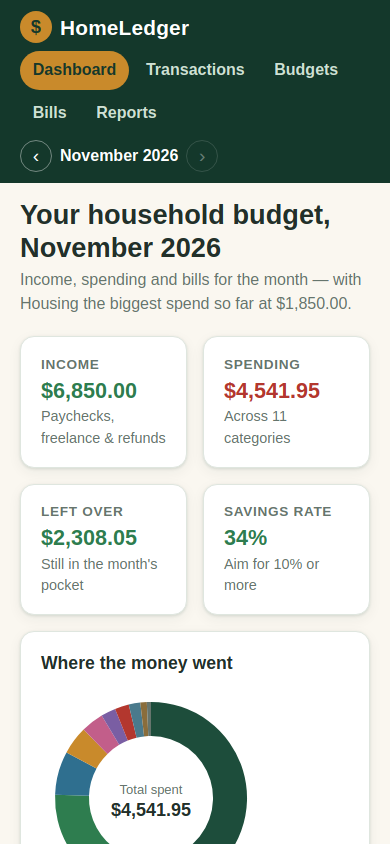 $ HomeLedger
Dashboard Transactions Budgets
Bills Reports
‹ November 2026 ›
Your household budget,
November 2026
Income, spending and bills for the month — with
Housing the biggest spend so far at $1,850.00.
INCOME
$6,850.00
Paychecks,
freelance & refunds
SPENDING
$4,541.95
Across 11
categories
LEFT OVER
$2,308.05
Still in the month's
pocket
SAVINGS RATE
34%
Aim for 10% or
more
Where the money went
Total spent
$4,541.95